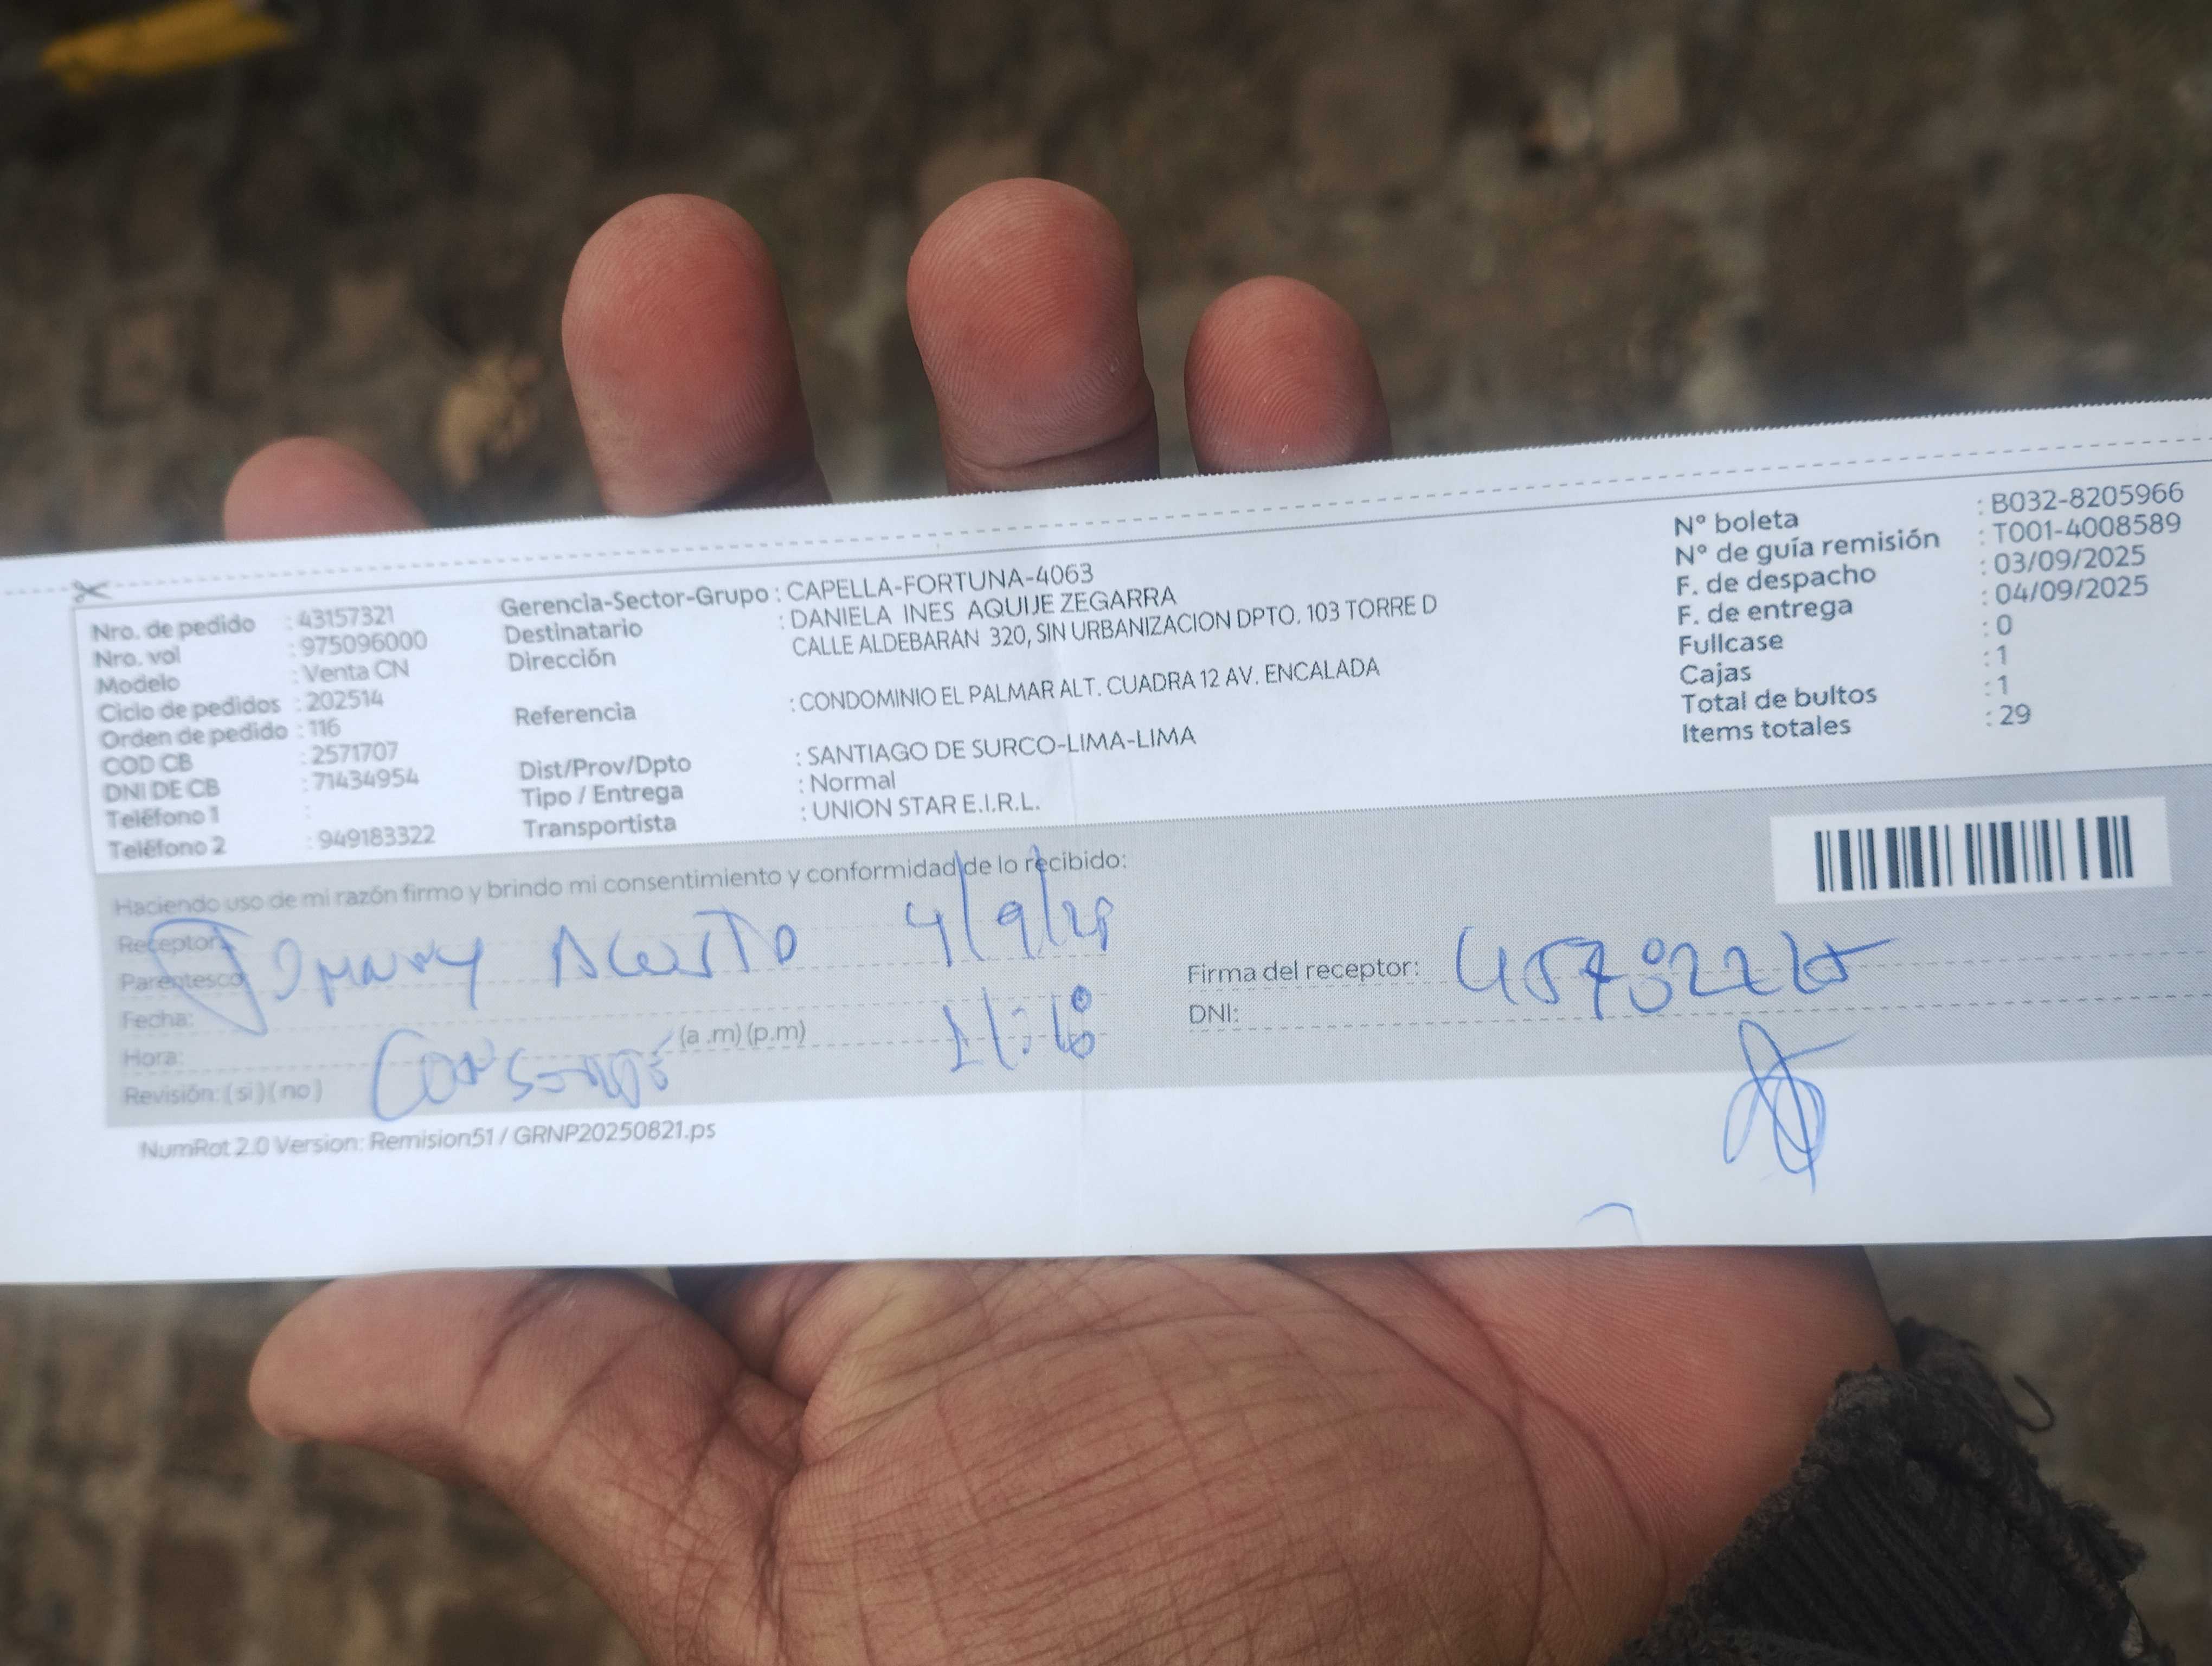 Nro. de pedido : 43157321
Nro. vol : 975096000
Modelo : Venta CN
Ciclo de pedidos : 202514
Orden de pedido : 116
COD CB : 2571707
DNI DE CB : 71434954
Teléfono 1 :
Teléfono 2 : 949183322
Gerencia-Sector-Grupo : CAPELLA-FORTUNA-4063
Destinatario : DANIELA INES AQUIJE ZEGARRA
Dirección CALLE ALDEBARAN 320, SIN URBANIZACION DPTO. 103 TORRE D
Referencia : CONDOMINIO EL PALMAR ALT. CUADRA 12 AV. ENCALADA
Dist/Prov/Dpto : SANTIAGO DE SURCO-LIMA-LIMA
Tipo / Entrega : Normal
Transportista : UNION STAR E.I.R.L.
N° boleta : B032-8205966
N° de guía remisión : T001-4008589
F. de despacho : 03/09/2025
F. de entrega : 04/09/2025
Fullcase : 0
Cajas : 1
Total de bultos : 1
Items totales : 29
Haciendo uso de mi razón firmo y brindo mi consentimiento y conformidad de lo recibido:
Receptor:
Parentesco:
Fecha: 4/9/25
Hora: (a .m) (p.m)
Revisión: ( si ) ( no )
Firma del receptor:
DNI:
NumRot 2.0 Version: Remision51 / GRNP20250821.ps